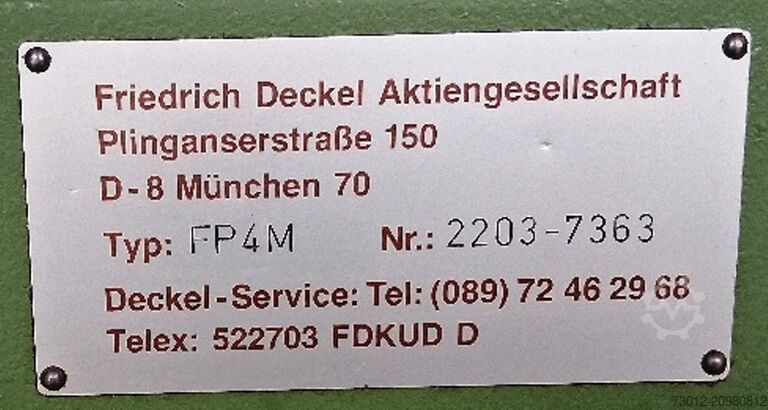 Friedrich Deckel Aktiengesellschaft
Plinganserstraße 150
D-8 München 70
Typ: FP4M Nr.: 2203-7363
Deckel-Service: Tel: (089) 72 46 29 68
Telex: 522703 FDKUD D
73012-20980812